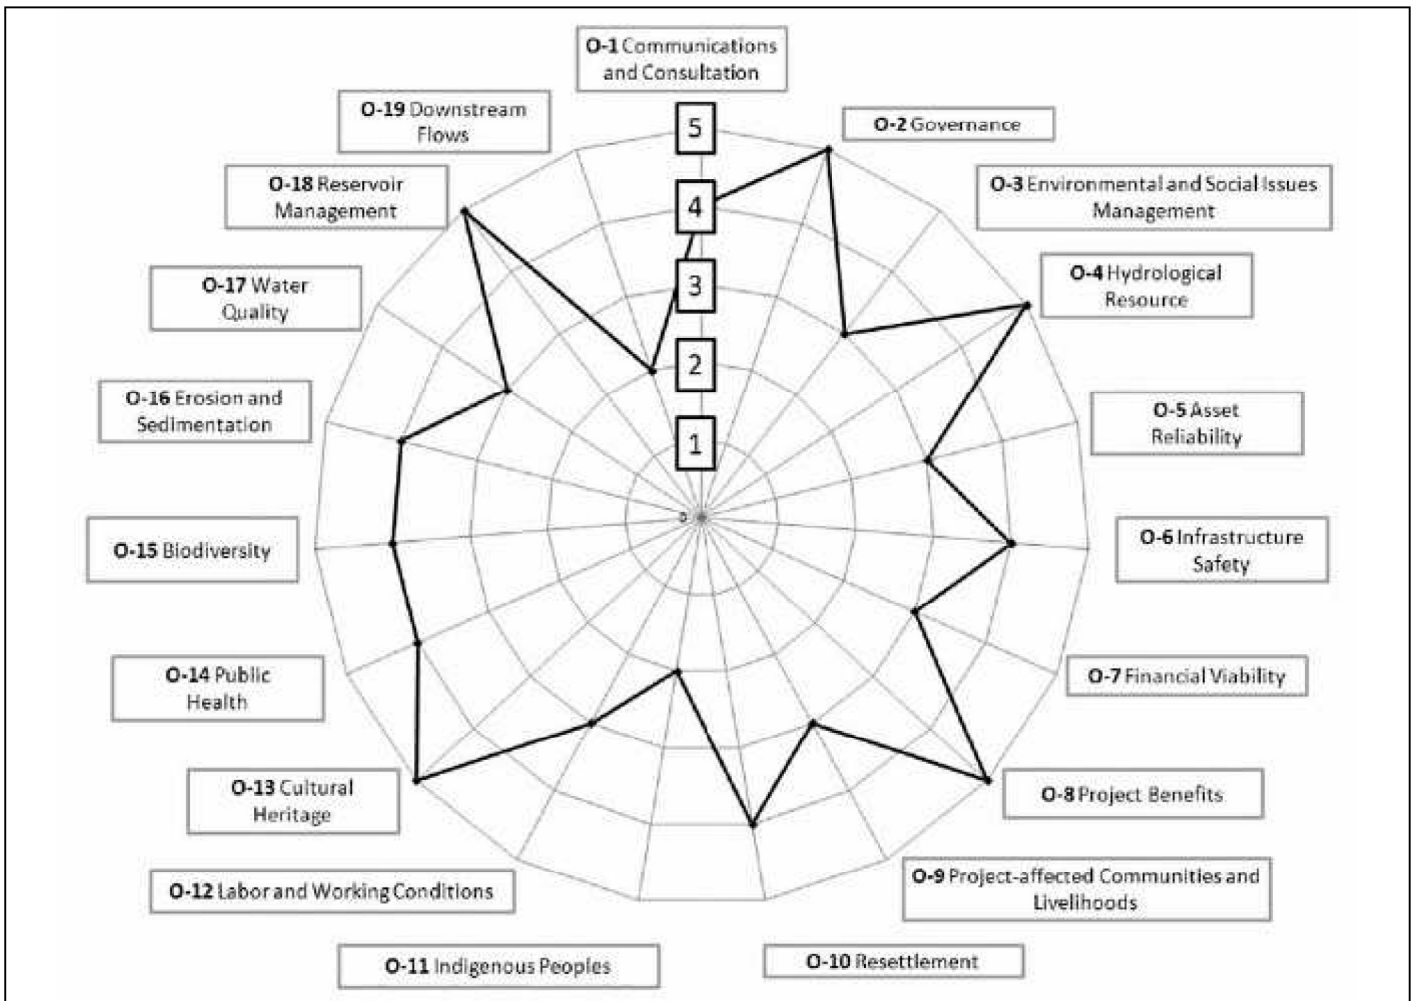 O-1 Communications
and Consultation
O-2 Governance
O-3 Environmental and Social Issues
Management
O-4 Hydrological
Resource
O-5 Asset
Reliability
O-6 Infrastructure
Safety
O-7 Financial Viability
O-8 Project Benefits
O-9 Project-affected Communities and
Livelihoods
O-10 Resettlement
O-11 Indigenous Peoples
O-12 Labor and Working Conditions
O-13 Cultural
Heritage
O-14 Public
Health
O-15 Biodiversity
O-16 Erosion and
Sedimentation
O-17 Water
Quality
O-18 Reservoir
Management
O-19 Downstream
Flows
5
4
3
2
1
0